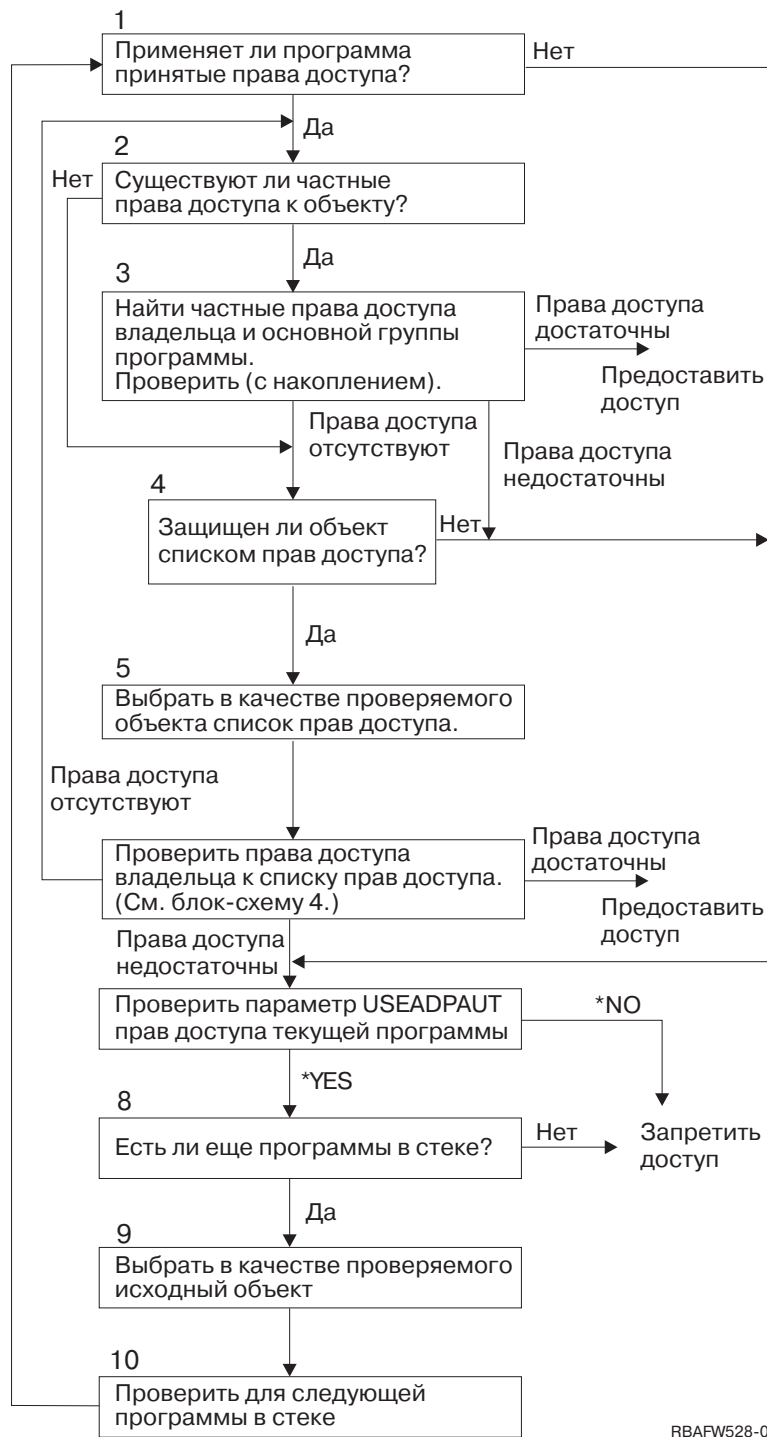 1
Применяет ли программа
принятые права доступа?
Нет
Да
2
Нет
Существуют ли частные
права доступа к объекту?
Да
3
Найти частные права доступа
владельца и основной группы
программы.
Проверить (с накоплением).
Права доступа
достаточны
Предоставить
доступ
Права доступа
отсутствуют
Права доступа
недостаточны
4
Защищен ли объект
списком прав доступа?
Нет
Да
5
Выбрать в качестве проверяемого
объекта список прав доступа.
Права доступа
отсутствуют
Проверить права доступа
владельца к списку прав доступа.
(См. блок-схему 4.)
Права доступа
достаточны
Предоставить
доступ
Права доступа
недостаточны
Проверить параметр USEADPAUT
прав доступа текущей программы
*NO
*YES
8
Есть ли еще программы в стеке?
Нет
Запретить
доступ
Да
9
Выбрать в качестве проверяемого
исходный объект
10
Проверить для следующей
программы в стеке
RBAFW528-0